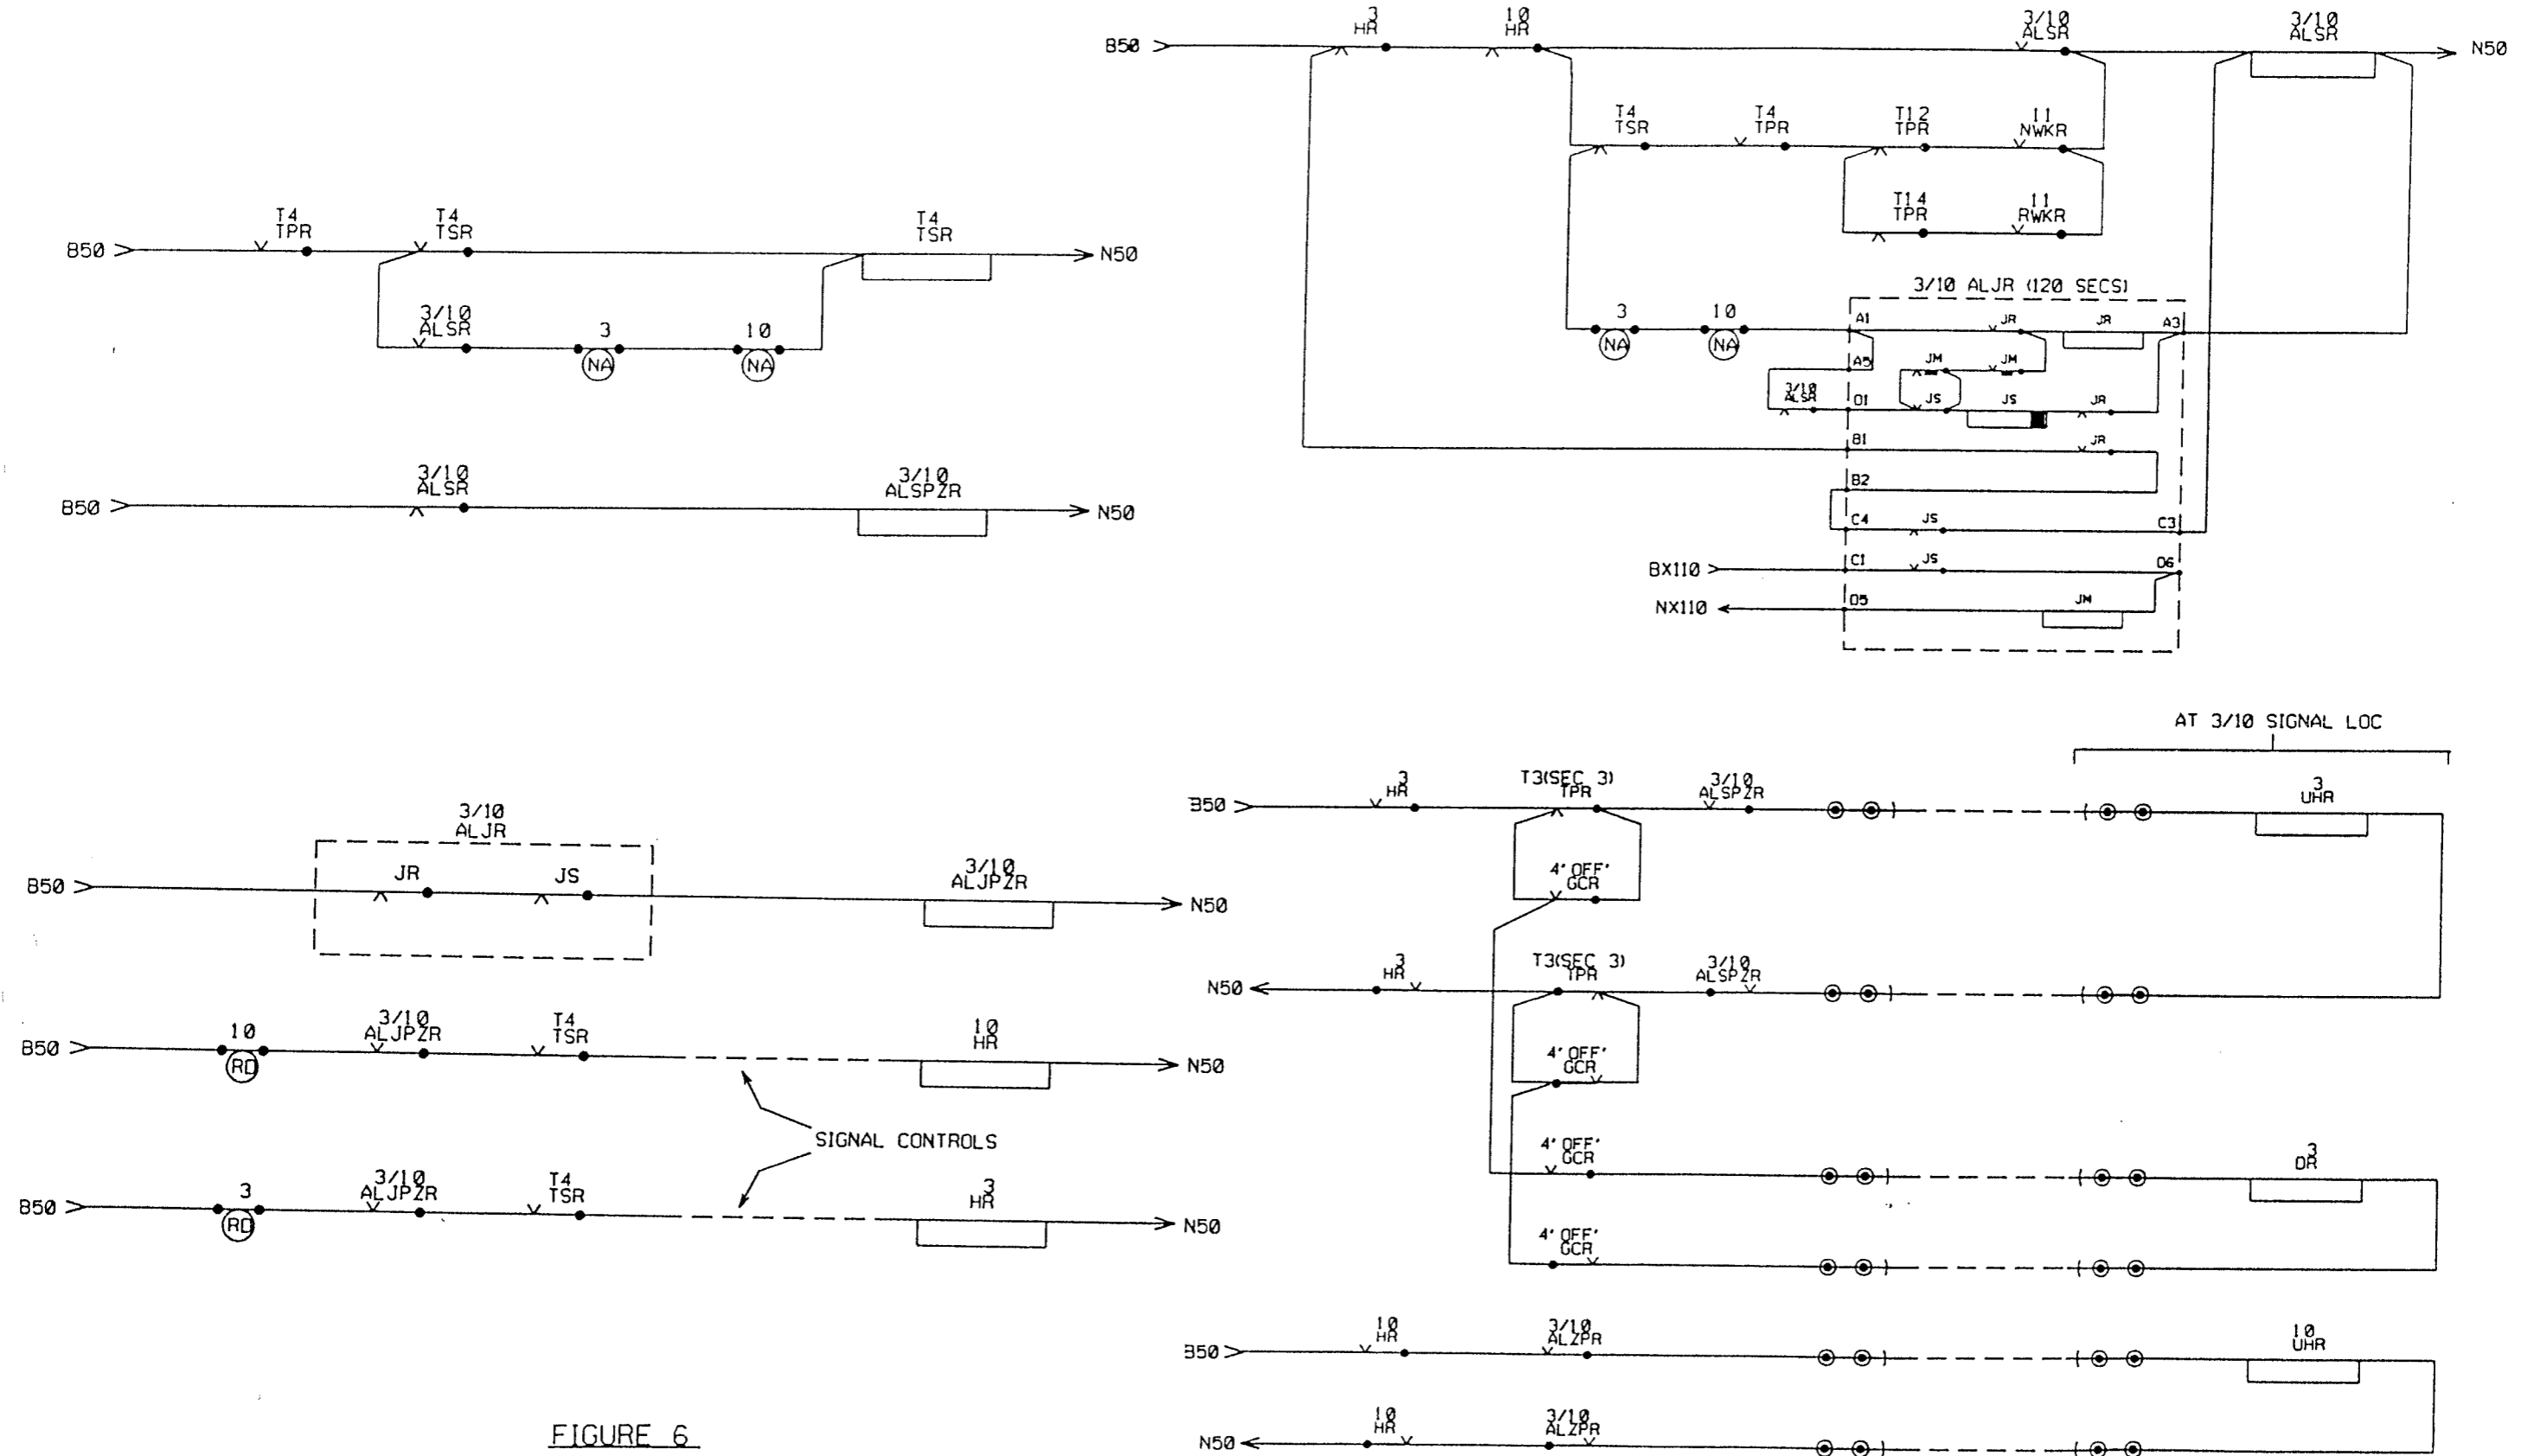 B50
3
HR
10
HR
3/10
ALSR
3/10
ALSR
N50
T4
TSR
T4
TPR
T12
TPR
11
NWKR
T14
TPR
11
RWKR
3/10 ALJR (120 SECS)
3
NA
10
NA
A1
JR
JR
A3
A5
JM
JM
3/10
ALSR
D1
JS
JS
JR
B1
JR
B2
C4
JS
C3
BX110
C1
JS
D6
NX110
D5
JM
B50
T4
TPR
T4
TSR
T4
TSR
N50
3/10
ALSR
3
NA
10
NA
B50
3/10
ALSR
3/10
ALSPZR
N50
3/10
ALJR
B50
JR
JS
3/10
ALJPZR
N50
B50
10
RD
3/10
ALJPZR
T4
TSR
10
HR
N50
SIGNAL CONTROLS
B50
3
RD
3/10
ALJPZR
T4
TSR
3
HR
N50
AT 3/10 SIGNAL LOC
B50
3
HR
T3(SEC 3)
TPR
3/10
ALSPZR
3
UHR
4'OFF'
GCR
N50
3
HR
T3(SEC 3)
TPR
3/10
ALSPZR
4'OFF'
GCR
4'OFF'
GCR
3
DR
4'OFF'
GCR
B50
10
HR
3/10
ALZPR
10
UHR
N50
10
HR
3/10
ALZPR
FIGURE 6